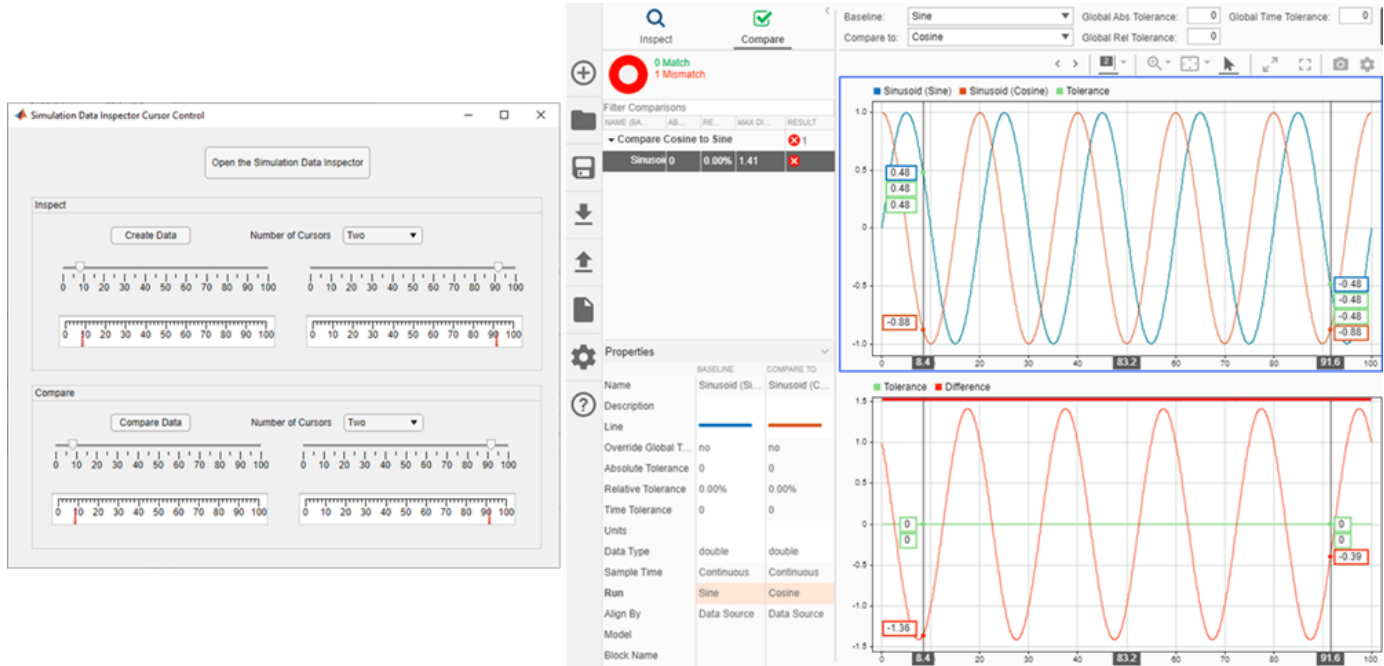 Simulation Data Inspector Cursor Control
Open the Simulation Data Inspector
Inspect
Create Data Number of Cursors Two
0 10 20 30 40 50 60 70 80 90 100 0 10 20 30 40 50 60 70 80 90 100
0 10 20 30 40 50 60 70 80 90 100 0 10 20 30 40 50 60 70 80 90 100
Compare
Compare Data Number of Cursors Two
0 10 20 30 40 50 60 70 80 90 100 0 10 20 30 40 50 60 70 80 90 100
0 10 20 30 40 50 60 70 80 90 100 0 10 20 30 40 50 60 70 80 90 100
Inspect Compare
0 Match
1 Mismatch
Filter Comparisons
NAME (BA... AB... RE... MAX DI... RESULT
Compare Cosine to Sine 1
Sinusoid 0 0.00% 1.41
Properties
BASELINE COMPARE TO
Name Sinusoid (Si... Sinusoid (C...
Description
Line
Override Global T... no no
Absolute Tolerance 0 0
Relative Tolerance 0.00% 0.00%
Time Tolerance 0 0
Units
Data Type double double
Sample Time Continuous Continuous
Run Sine Cosine
Align By Data Source Data Source
Model
Block Name
Baseline: Sine Global Abs Tolerance: 0 Global Time Tolerance: 0
Compare to: Cosine Global Rel Tolerance: 0
2
Sinusoid (Sine) Sinusoid (Cosine) Tolerance
1.0
0.5 0.48
0.48
0.48
0
-0.5 -0.48
-0.48
-0.48
-0.88 -0.88
-1.0
0 8.4 20 40 83.2 60 80 91.6 100
Tolerance Difference
1.5
1.0
0.5
0 0 0
0 0
-0.39
-0.5
-1.0
-1.36
-1.5
0 8.4 20 40 83.2 60 80 91.6 100